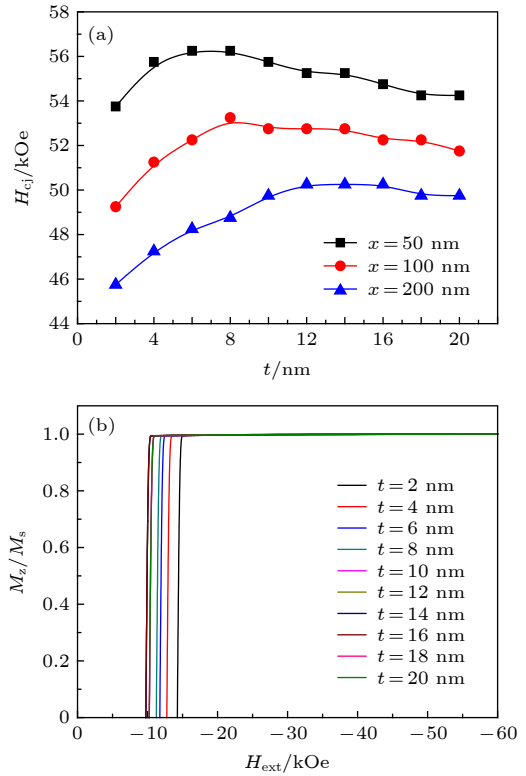 (a)
58
56
54
52
50
48
46
44
H_cj/kOe
x = 50 nm
x = 100 nm
x = 200 nm
0 4 8 12 16 20
t/nm
(b)
1.0
0.8
0.6
0.4
0.2
0
M_z/M_s
t = 2 nm
t = 4 nm
t = 6 nm
t = 8 nm
t = 10 nm
t = 12 nm
t = 14 nm
t = 16 nm
t = 18 nm
t = 20 nm
0 −10 −20 −30 −40 −50 −60
H_ext/kOe